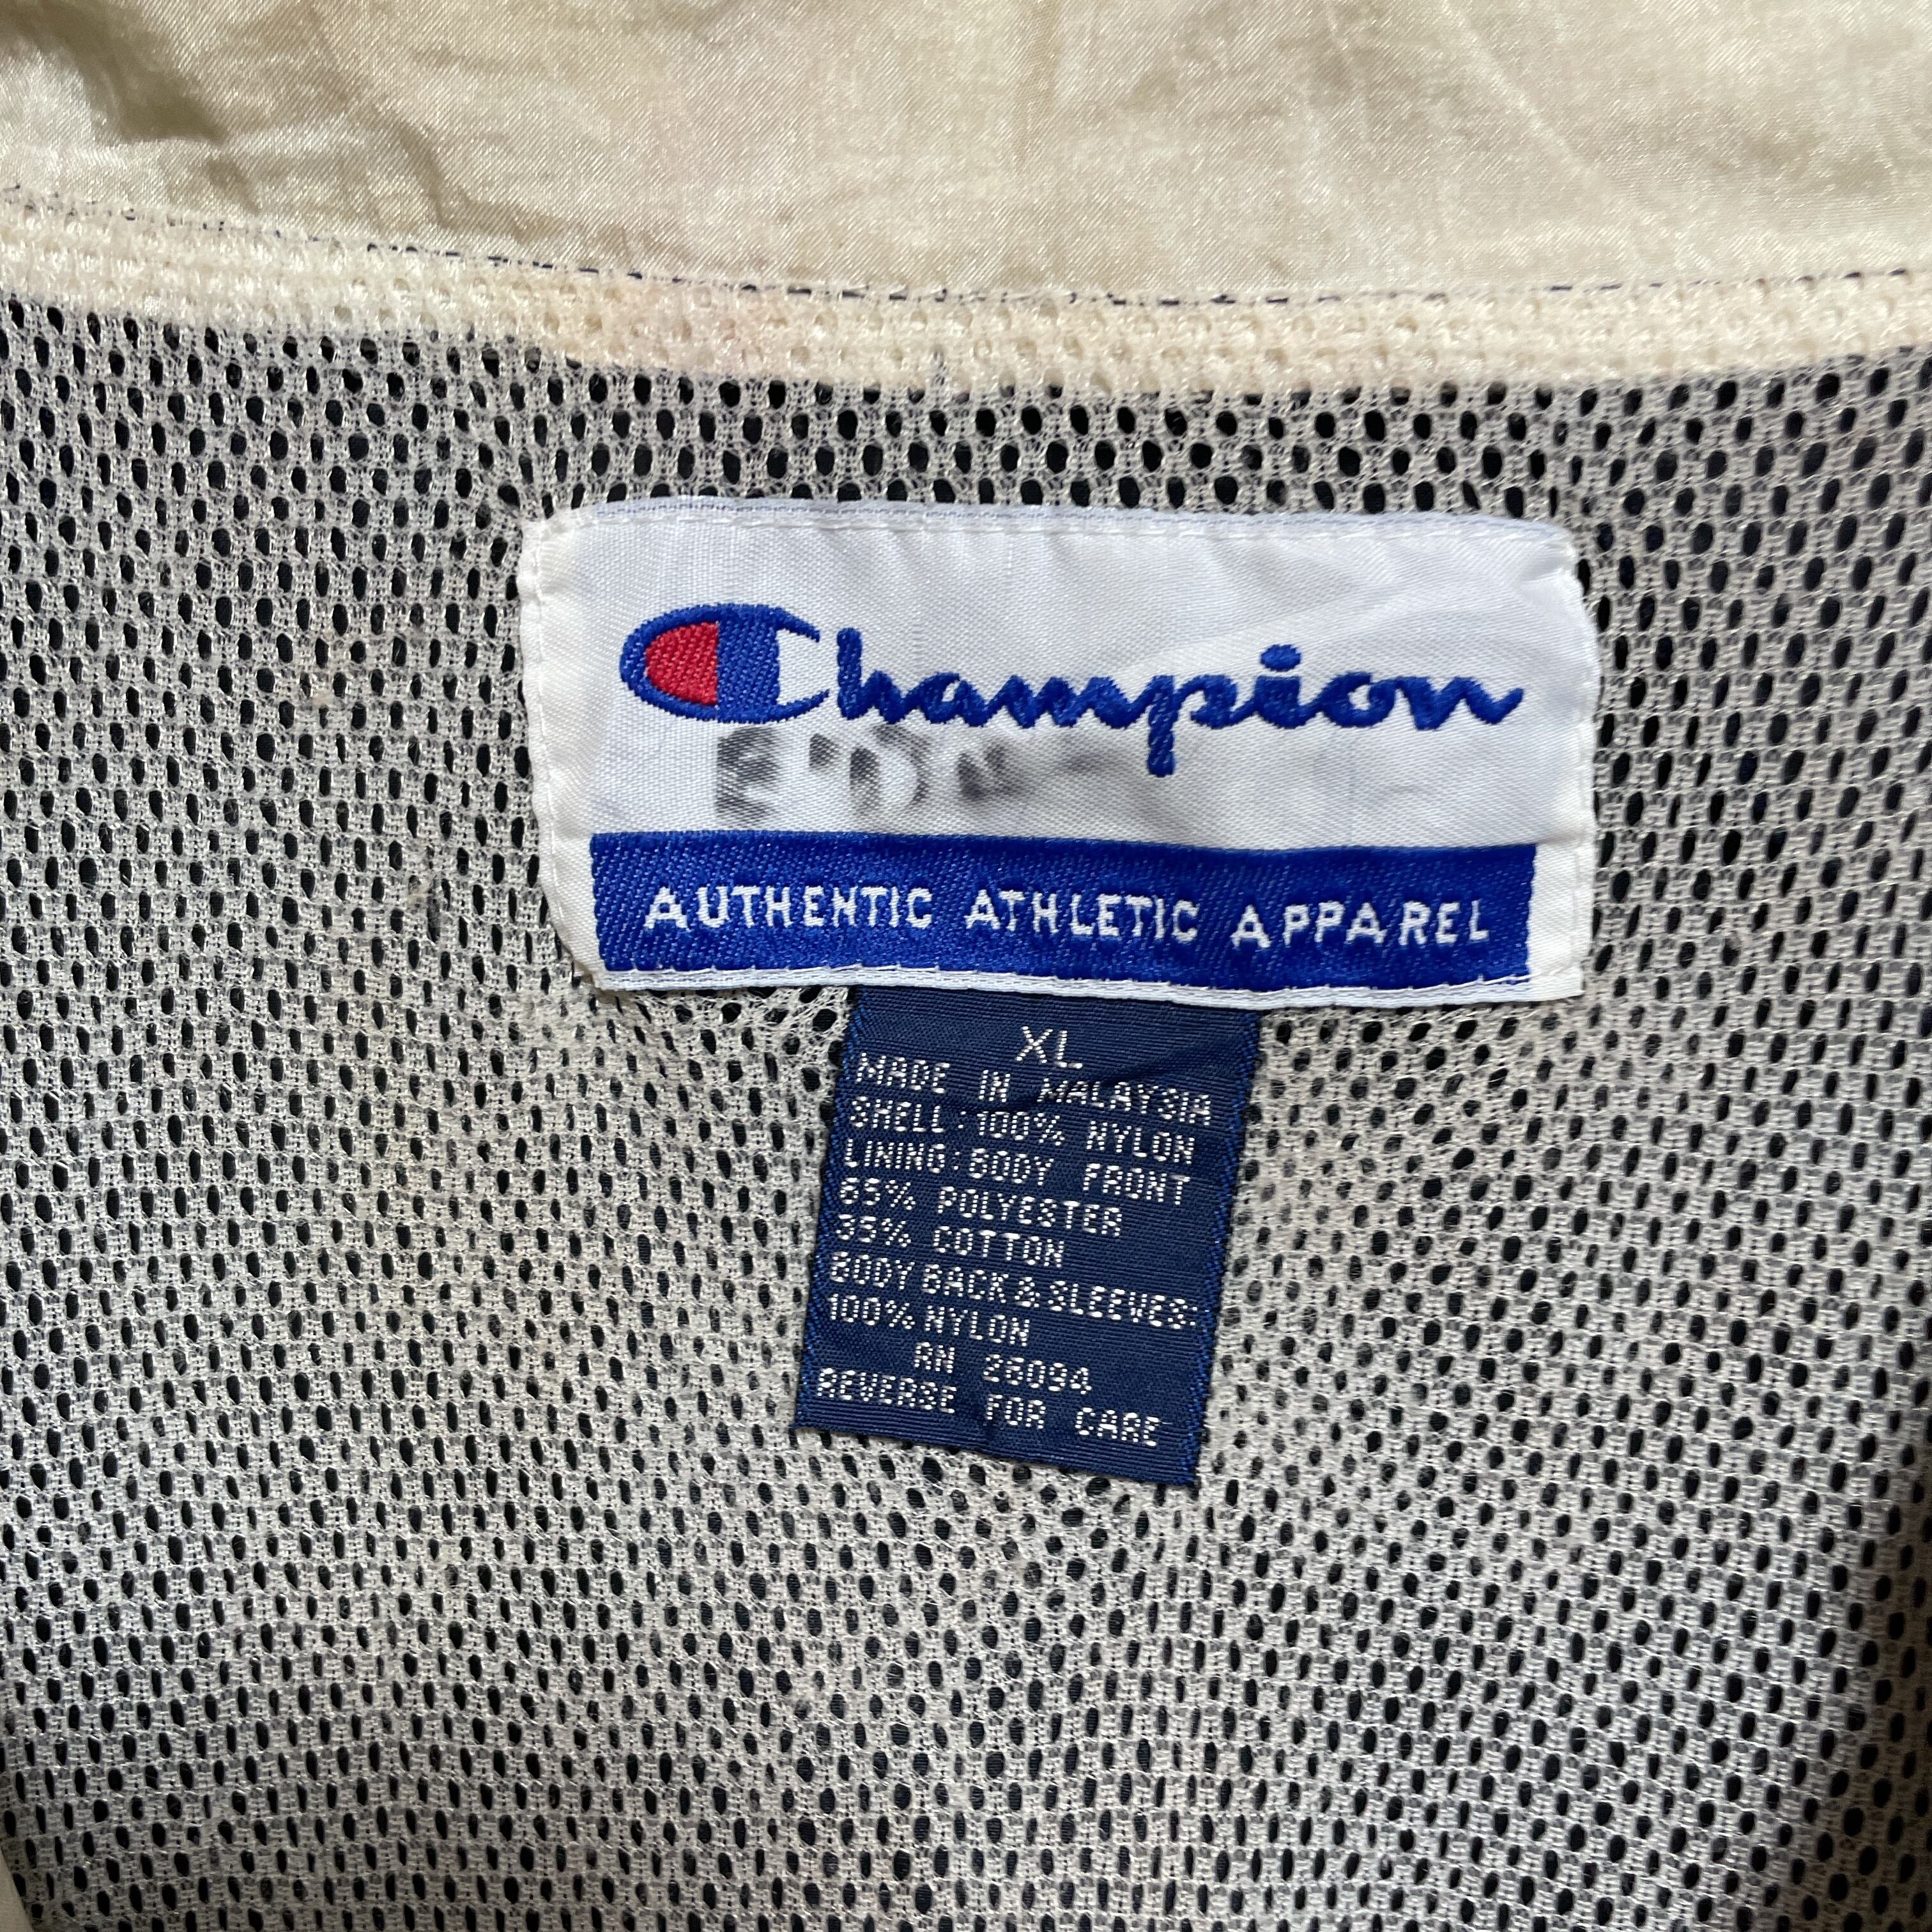 Champion
AUTHENTIC ATHLETIC APPAREL
XL
MADE IN MALAYSIA
SHELL: 100% NYLON
LINING: BODY FRONT
65% POLYESTER
35% COTTON
BODY BACK & SLEEVES:
100% NYLON
RN 26094
REVERSE FOR CARE